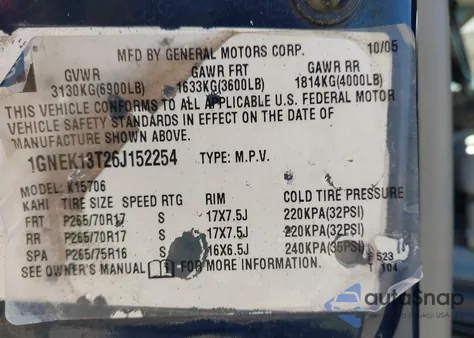 MFD BY GENERAL MOTORS CORP. 10/05
GVWR GAWR FRT GAWR RR
3130KG(6900LB) 1633KG(3600LB) 1814KG(4000LB)
THIS VEHICLE CONFORMS TO ALL APPLICABLE U.S. FEDERAL MOTOR
VEHICLE SAFETY STANDARDS IN EFFECT ON THE DATE OF
MANUFACTURE SHOWN ABOVE.
1GNEK13T26J152254 TYPE: M.P.V.
MODEL: K15706
KAHI TIRE SIZE SPEED RTG RIM COLD TIRE PRESSURE
FRT P265/70R17 S 17X7.5J 220KPA(32PSI)
RR P265/70R17 S 17X7.5J 220KPA(32PSI)
SPA P265/75R16 S 16X6.5J 240KPA(35PSI)
SEE OWNER'S MANUAL FOR MORE INFORMATION.
523
T 104
autoSnap